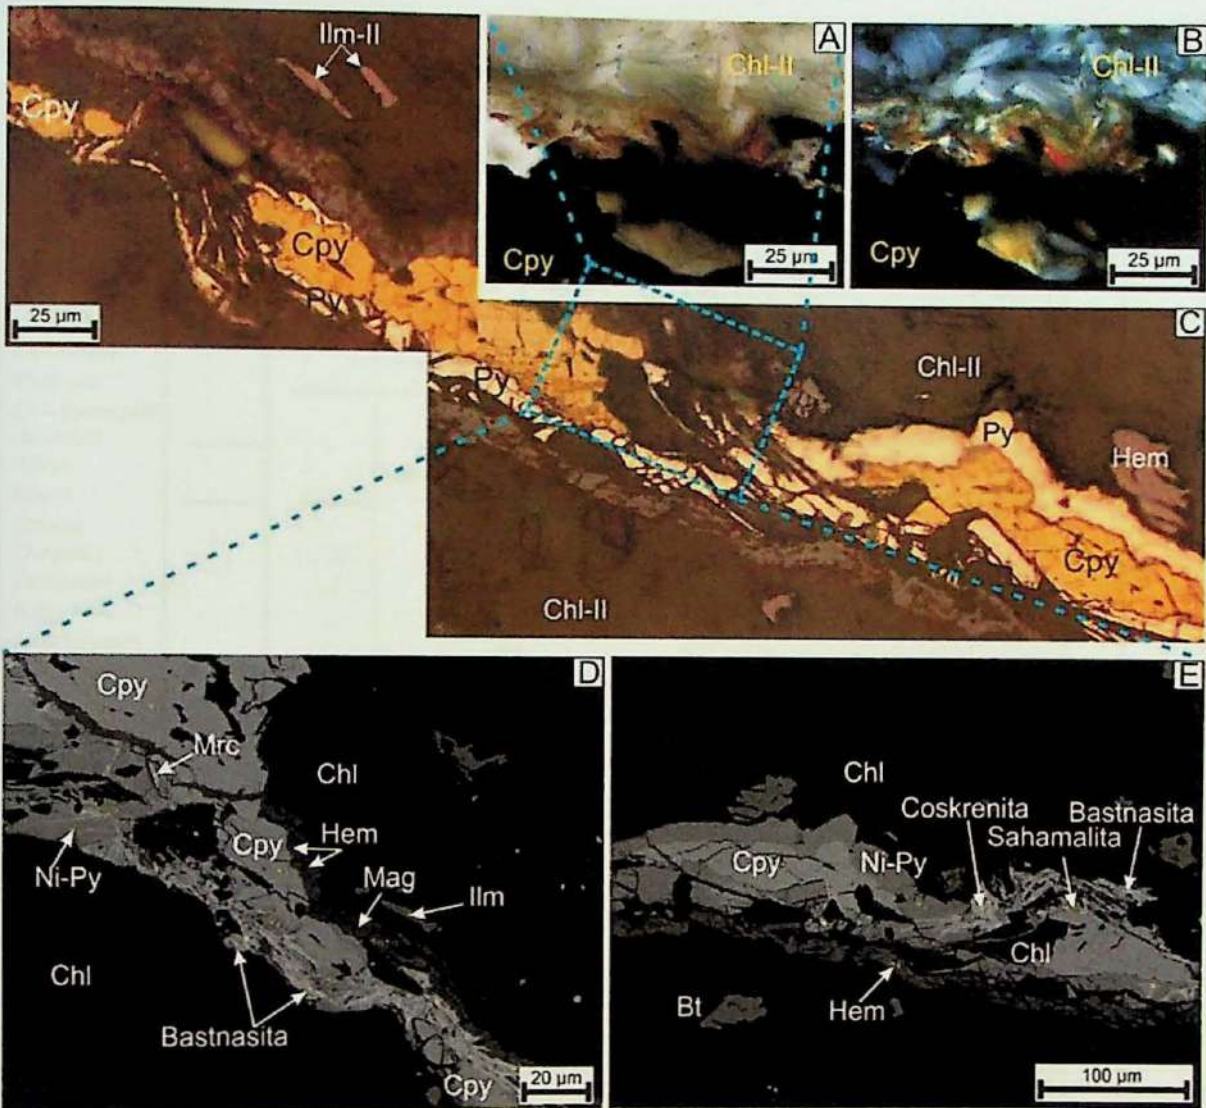 Ilm-II
Cpy
Cpy
Py
25 µm
A
Chl-II
Cpy
25 µm
B
Chl-II
Cpy
25 µm
C
Chl-II
Py
Py
Hem
Cpy
Chl-II
D
Cpy
Mrc
Chl
Cpy
Hem
Ni-Py
Mag
Ilm
Chl
Bastnasita
Cpy
20 µm
E
Chl
Coskrenita
Bastnasita
Sahamalita
Cpy
Ni-Py
Chl
Bt
Hem
100 µm